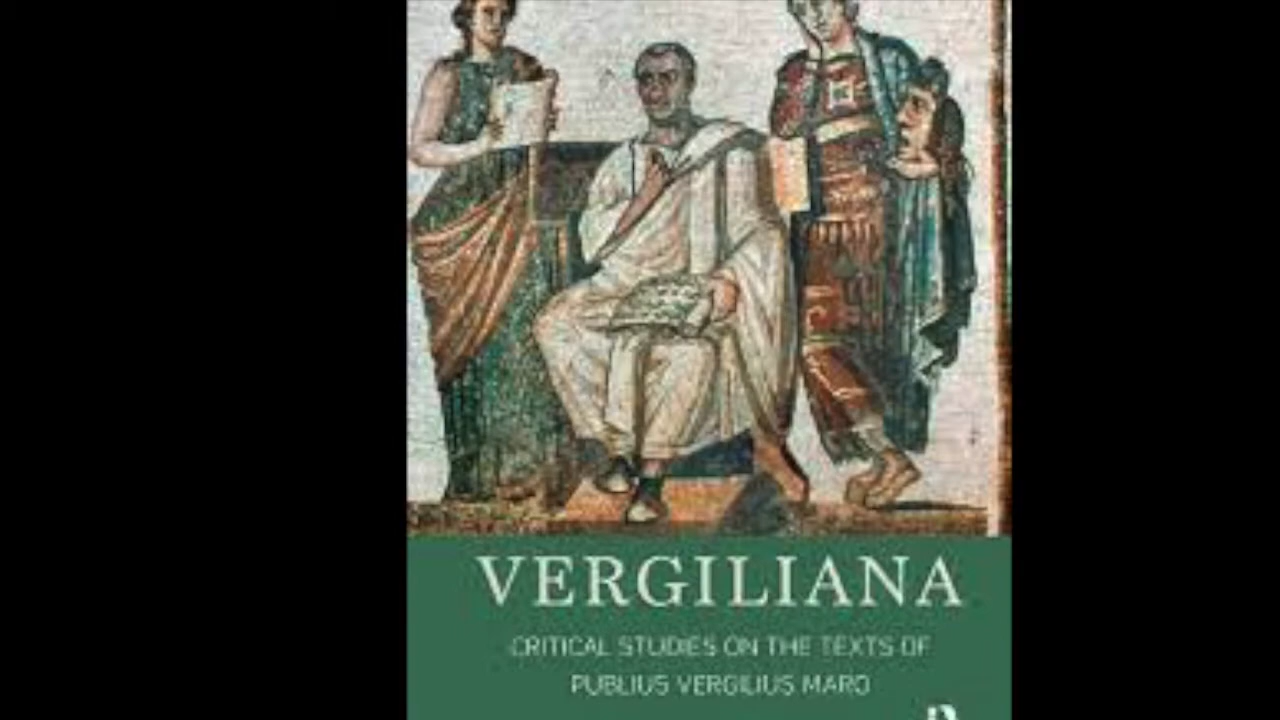 VERGILIANA
CRITICAL STUDIES ON THE TEXTS OF
PUBLIUS VERGILIUS MARO